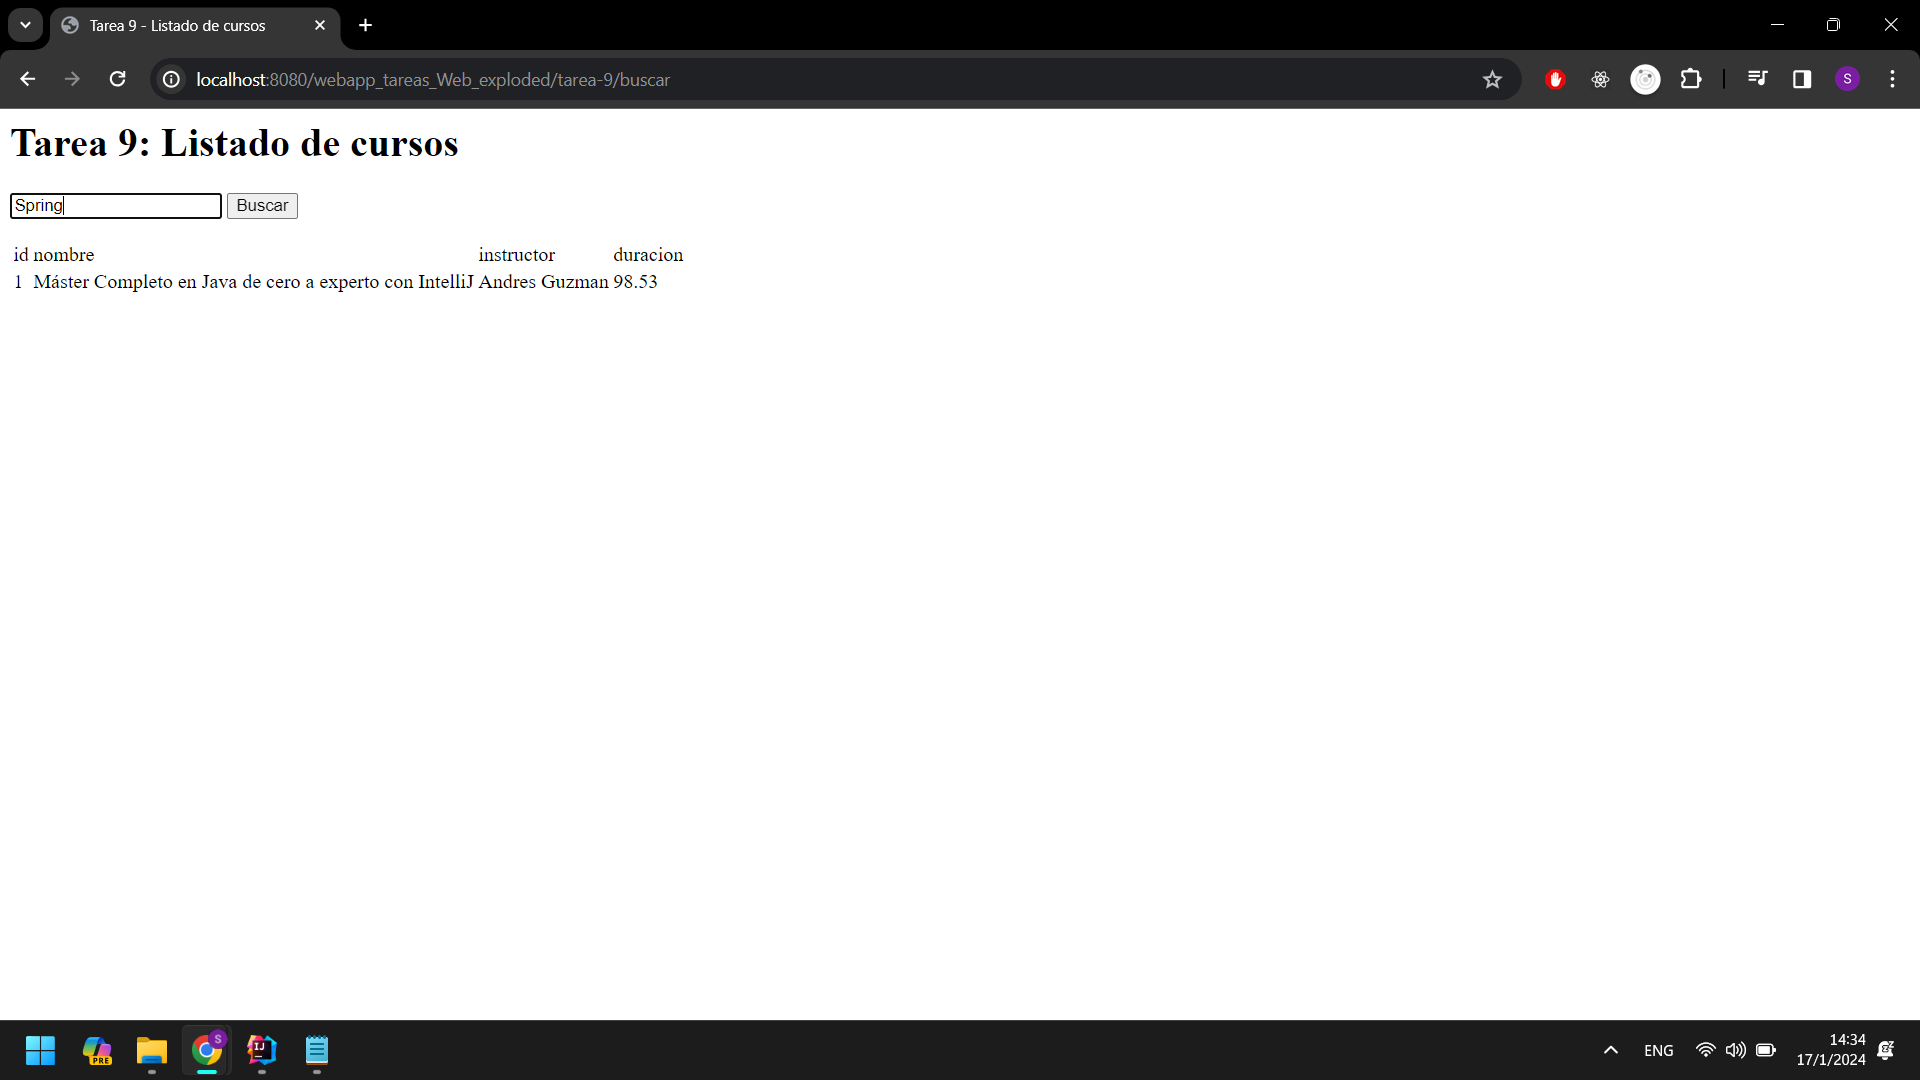 Tarea 9 - Listado de cursos
localhost:8080/webapp_tareas_Web_exploded/tarea-9/buscar
S
Tarea 9: Listado de cursos
Spring Buscar
id nombre instructor duracion
1 Máster Completo en Java de cero a experto con IntelliJ Andres Guzman 98.53
PRE
S
IJ
ENG
14:34
17/1/2024